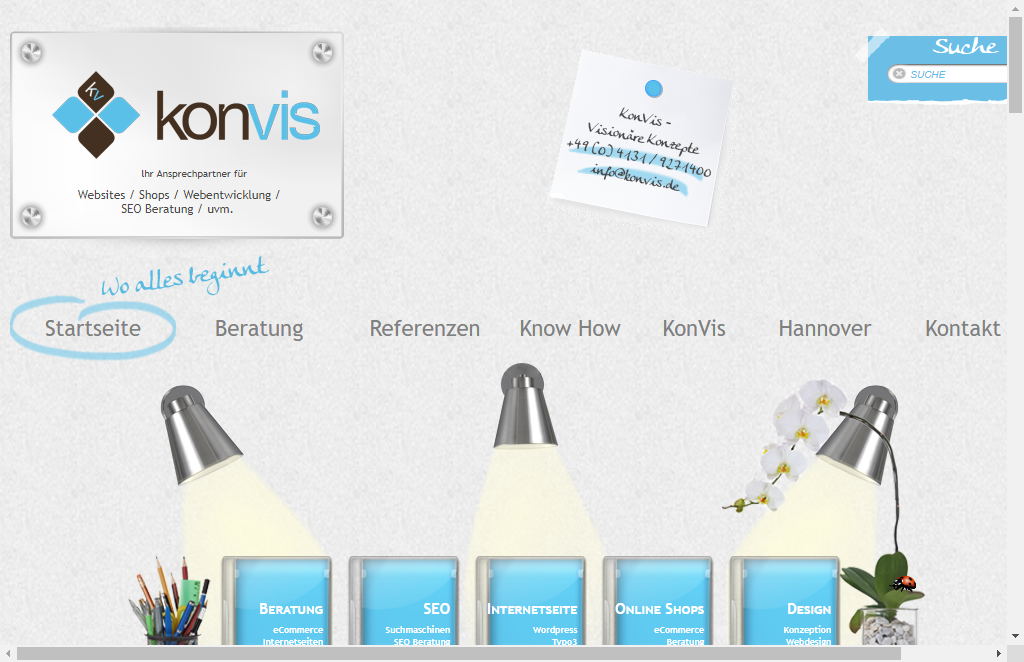 kv
konvis
Ihr Ansprechpartner für
Websites / Shops / Webentwicklung /
SEO Beratung / uvm.
KonVis -
Visionäre Konzepte
+49 (0) 4131 / 9271400
info@konvis.de
Suche
SUCHE
Wo alles beginnt
Startseite Beratung Referenzen Know How KonVis Hannover Kontakt
Beratung
eCommerce
Internetseiten
SEO
Suchmaschinen
SEO Beratung
Internetseite
Wordpress
Typo3
Online Shops
eCommerce
Beratung
Design
Konzeption
Webdesign